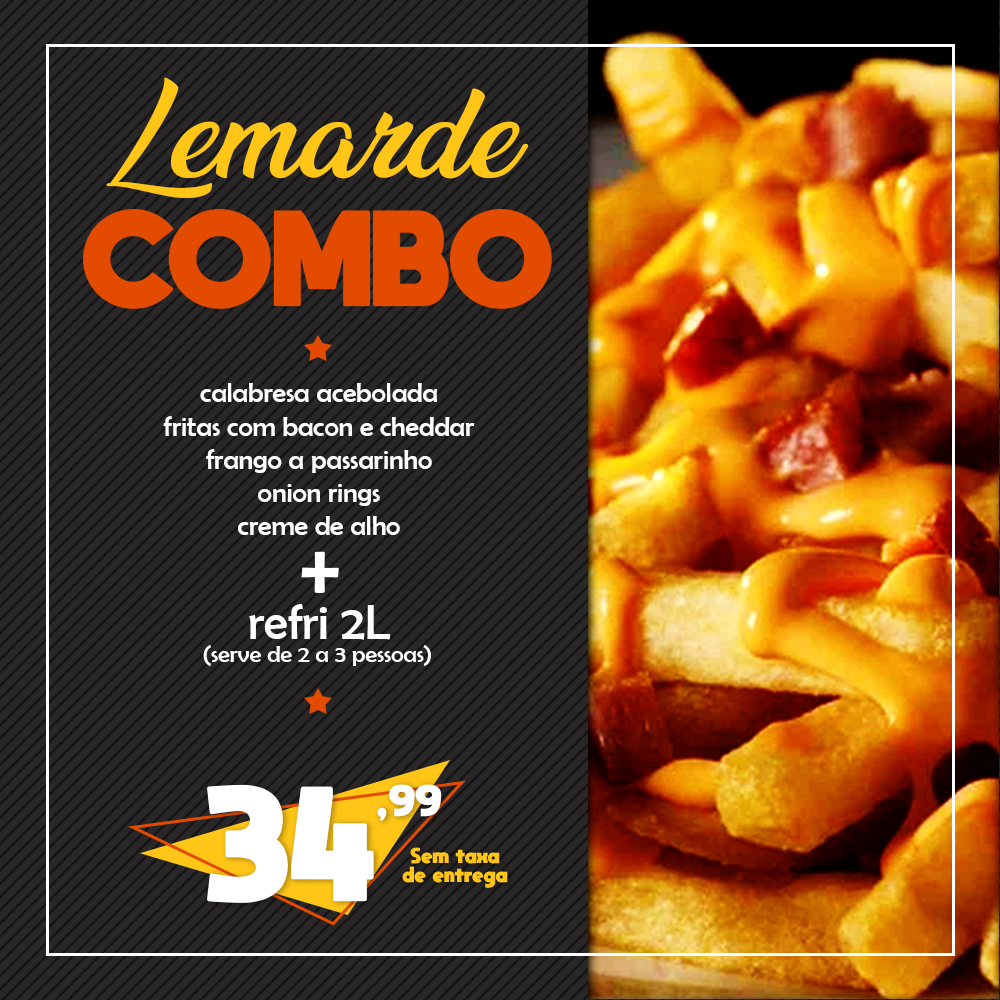 Lemarde
COMBO
calabresa acebolada
fritas com bacon e cheddar
frango a passarinho
onion rings
creme de alho
+
refri 2L
(serve de 2 a 3 pessoas)
34,99
Sem taxa
de entrega